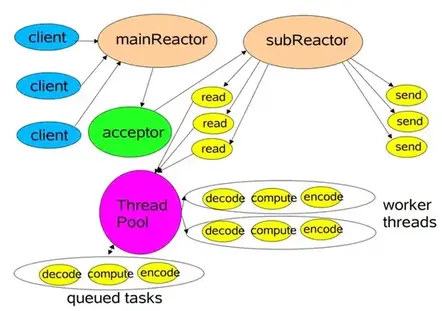 client
mainReactor
subReactor
client
client
acceptor
read
read
read
send
send
send
Thread
Pool
decode compute encode
decode compute encode
worker
threads
decode compute encode
queued tasks